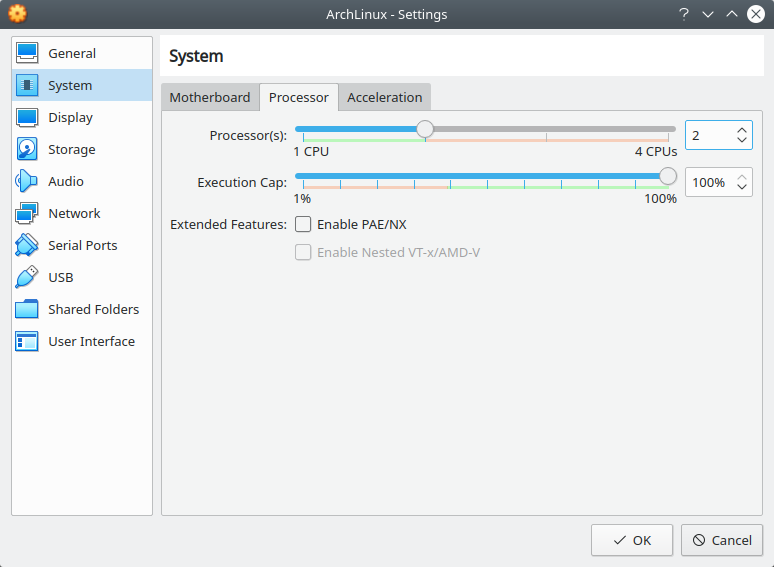 ArchLinux - Settings
General
System
Display
Storage
Audio
Network
Serial Ports
USB
Shared Folders
User Interface
System
Motherboard Processor Acceleration
Processor(s): 2
1 CPU 4 CPUs
Execution Cap: 100%
1% 100%
Extended Features: Enable PAE/NX
Enable Nested VT-x/AMD-V
OK Cancel